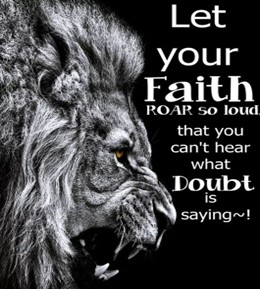 Let
your
Faith
ROAR so loud
that you
can't hear
what
Doubt
is
saying~!